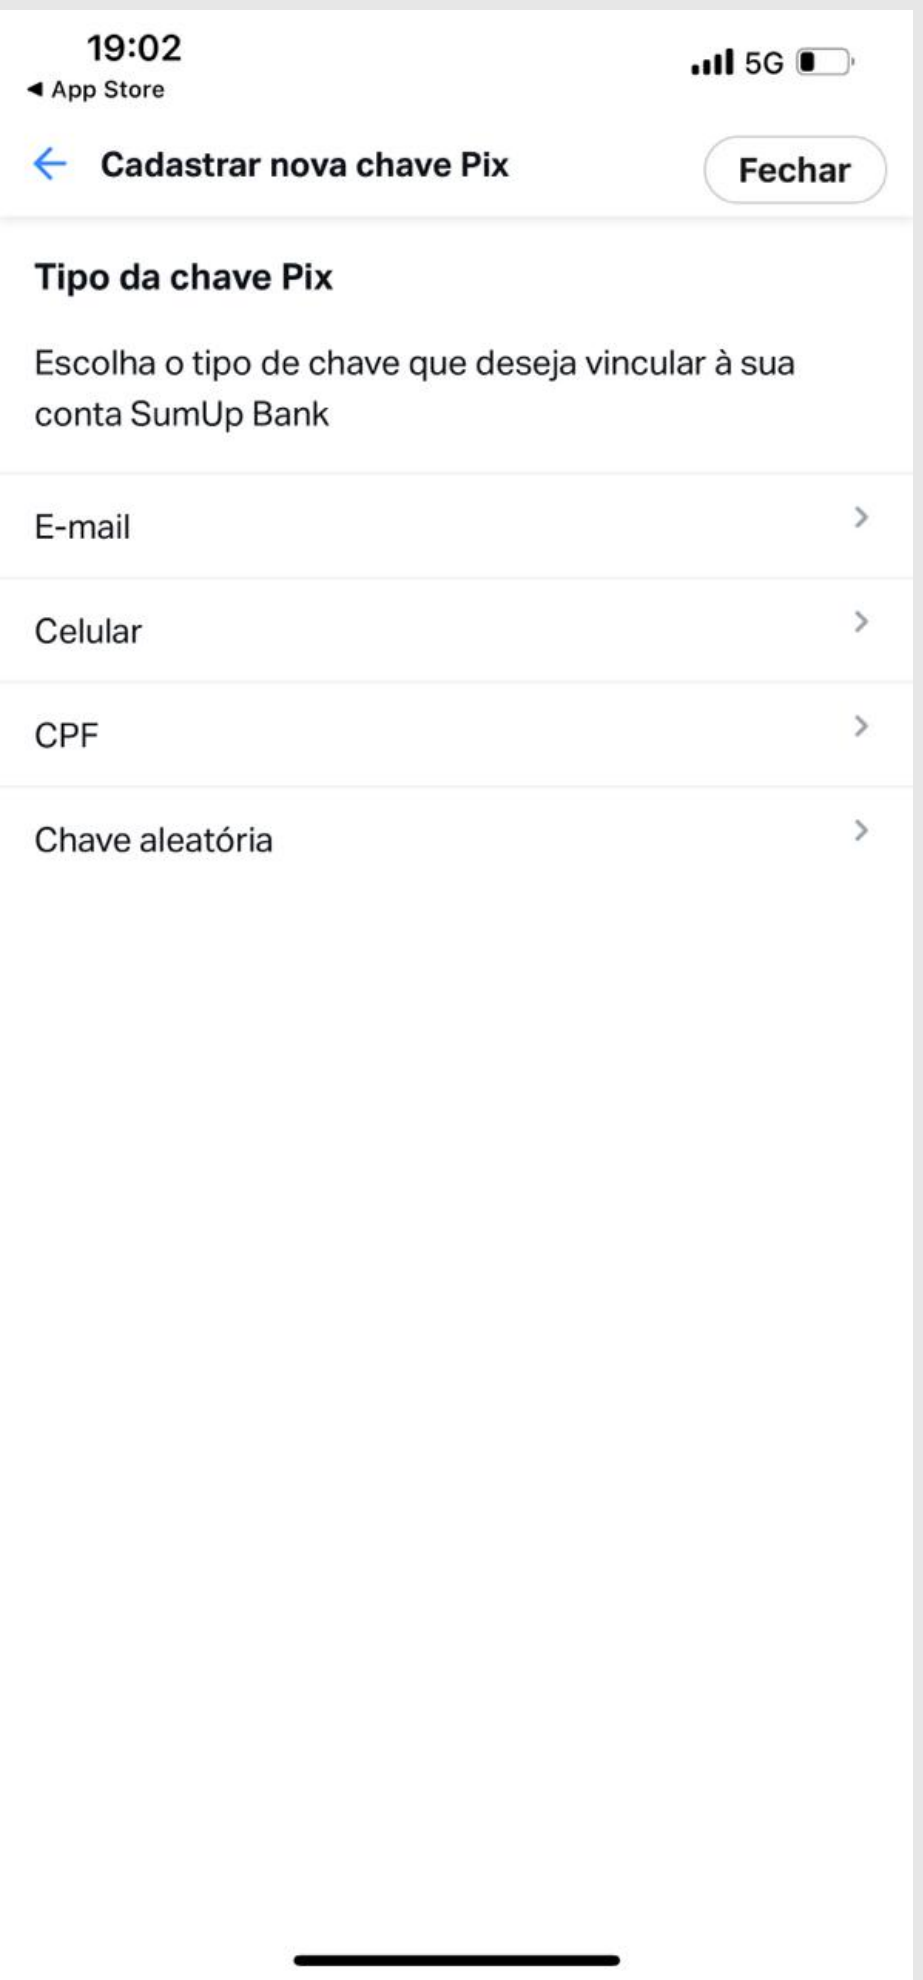 19:02
5G
◀ App Store
Cadastrar nova chave Pix
Fechar
Tipo da chave Pix
Escolha o tipo de chave que deseja vincular à sua
conta SumUp Bank
E-mail
Celular
CPF
Chave aleatória